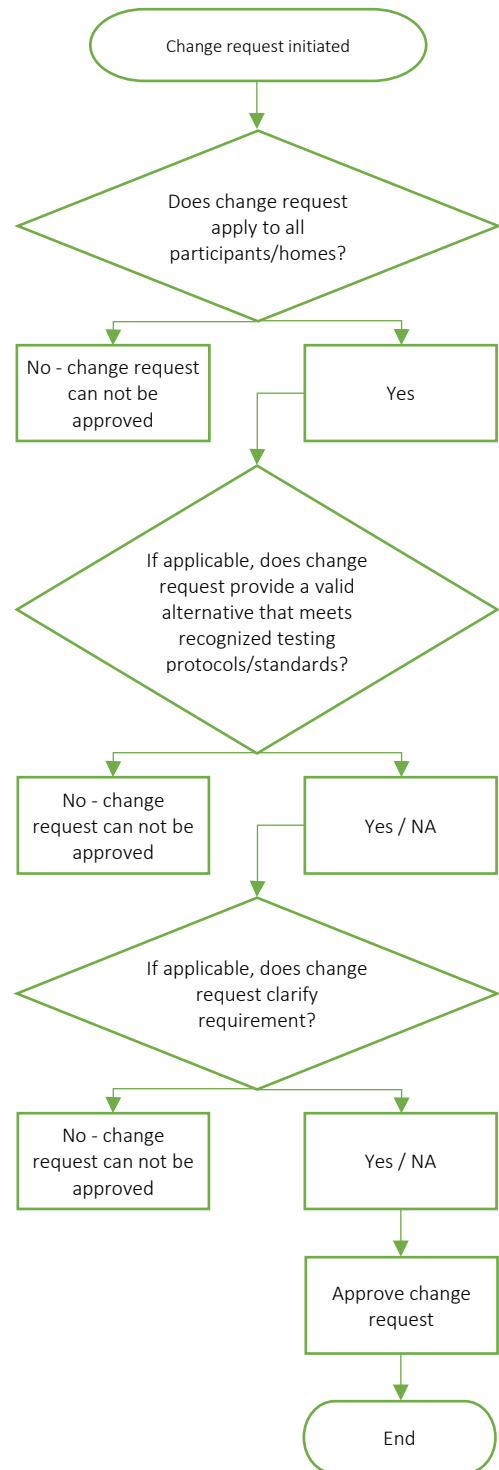 Change request initiated
Does change request
apply to all
participants/homes?
No - change request
can not be
approved
Yes
If applicable, does change
request provide a valid
alternative that meets
recognized testing
protocols/standards?
No - change
request can not be
approved
Yes / NA
If applicable, does change
request clarify
requirement?
No - change
request can not be
approved
Yes / NA
Approve change
request
End